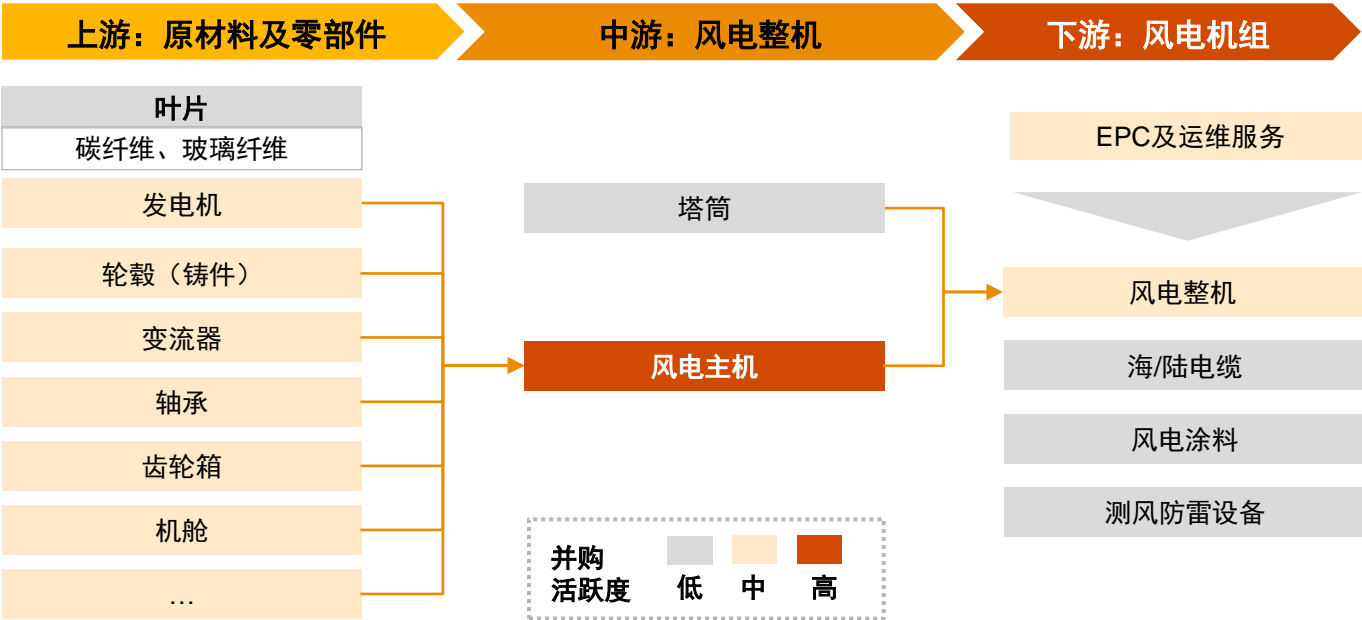 上游：原材料及零部件
中游：风电整机
下游：风电机组
叶片
碳纤维、玻璃纤维
发电机
轮毂（铸件）
变流器
轴承
齿轮箱
机舱
…
塔筒
风电主机
EPC及运维服务
风电整机
海/陆电缆
风电涂料
测风防雷设备
并购
活跃度
低 中 高